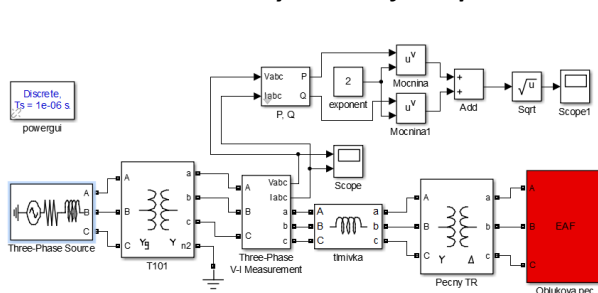 Discrete,
Ts = 1e-06 s.
powergui
Vabc
Iabc
P
Q
P, Q
2
exponent
u^v
Mocnina
u^v
Mocnina1
+
+
Add
√u
Sqrt
Scope1
Scope
A
B
C
Three-Phase Source
A
B
C
a
b
c
n2
Yg
Y
T101
A
B
C
Vabc
Iabc
a
b
c
Three-Phase
V-I Measurement
A
B
C
a
b
c
tlmivka
A
B
C
a
b
c
Y
Δ
Pecny TR
A
B
C
EAF
Oblukova pec